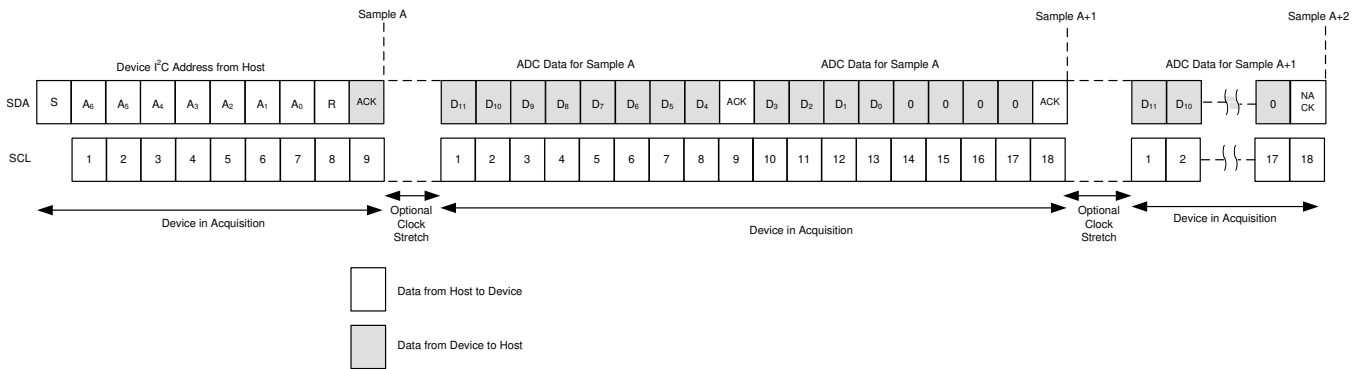 Sample A
Sample A+1
Sample A+2
Device I²C Address from Host
ADC Data for Sample A
ADC Data for Sample A
ADC Data for Sample A+1
SDA S A₆ A₅ A₄ A₃ A₂ A₁ A₀ R ACK D₁₁ D₁₀ D₉ D₈ D₇ D₆ D₅ D₄ ACK D₃ D₂ D₁ D₀ 0 0 0 0 ACK D₁₁ D₁₀ 0 NA
CK
SCL 1 2 3 4 5 6 7 8 9 1 2 3 4 5 6 7 8 9 10 11 12 13 14 15 16 17 18 1 2 17 18
Device in Acquisition
Optional
Clock
Stretch
Device in Acquisition
Optional
Clock
Stretch
Device in Acquisition
Data from Host to Device
Data from Device to Host